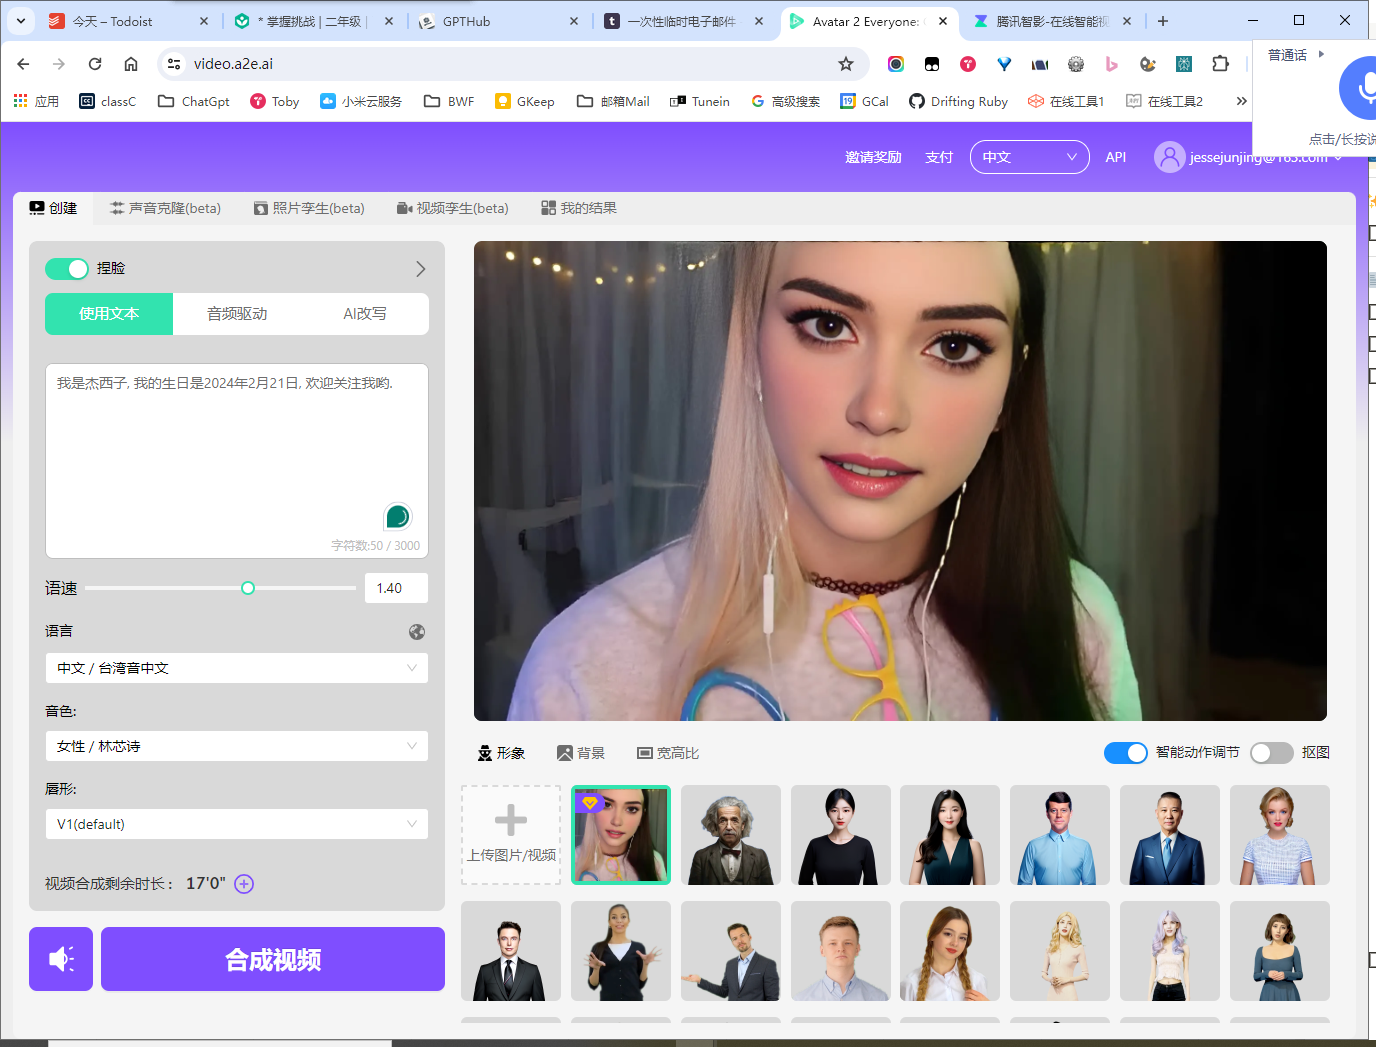 今天 – Todoist
* 掌握挑战 | 二年级 |
GPTHub
一次性临时电子邮件
Avatar 2 Everyone:
腾讯智影-在线智能视
video.a2e.ai
普通话
点击/长按说
应用
classC
ChatGpt
Toby
小米云服务
BWF
GKeep
邮箱Mail
Tunein
高级搜索
GCal
Drifting Ruby
在线工具1
在线工具2
邀请奖励
支付
中文
API
jessejunjing@163.com
创建
声音克隆(beta)
照片孪生(beta)
视频孪生(beta)
我的结果
捏脸
使用文本
音频驱动
AI改写
我是杰西子, 我的生日是2024年2月21日, 欢迎关注我哟.
字符数:50 / 3000
语速
1.40
语言
中文 / 台湾音中文
音色:
女性 / 林芯诗
唇形:
V1(default)
视频合成剩余时长： 17'0"
合成视频
形象
背景
宽高比
智能动作调节
抠图
上传图片/视频